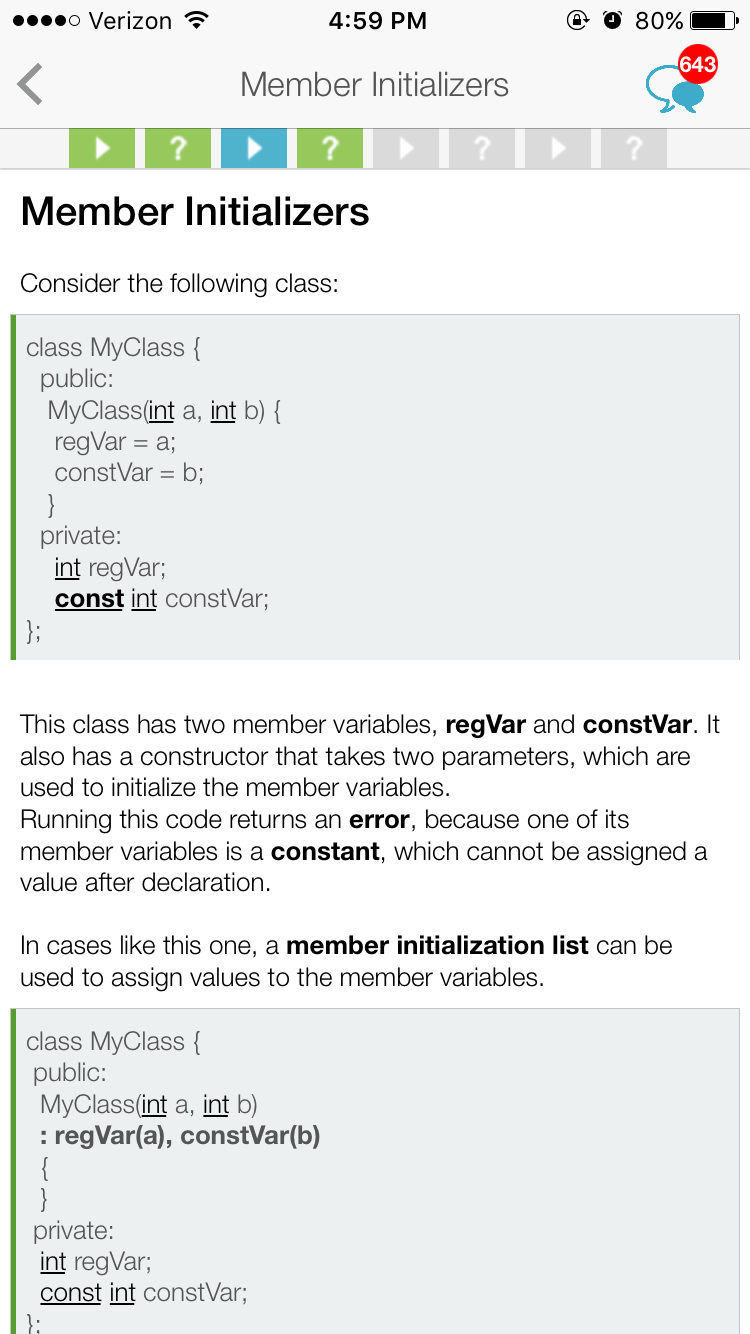 Verizon 4:59 PM 80%
Member Initializers 643
? ? ? ?
Member Initializers
Consider the following class:
class MyClass {
public:
MyClass(int a, int b) {
regVar = a;
constVar = b;
}
private:
int regVar;
const int constVar;
};
This class has two member variables, regVar and constVar. It
also has a constructor that takes two parameters, which are
used to initialize the member variables.
Running this code returns an error, because one of its
member variables is a constant, which cannot be assigned a
value after declaration.
In cases like this one, a member initialization list can be
used to assign values to the member variables.
class MyClass {
public:
MyClass(int a, int b)
: regVar(a), constVar(b)
{
}
private:
int regVar;
const int constVar;
};